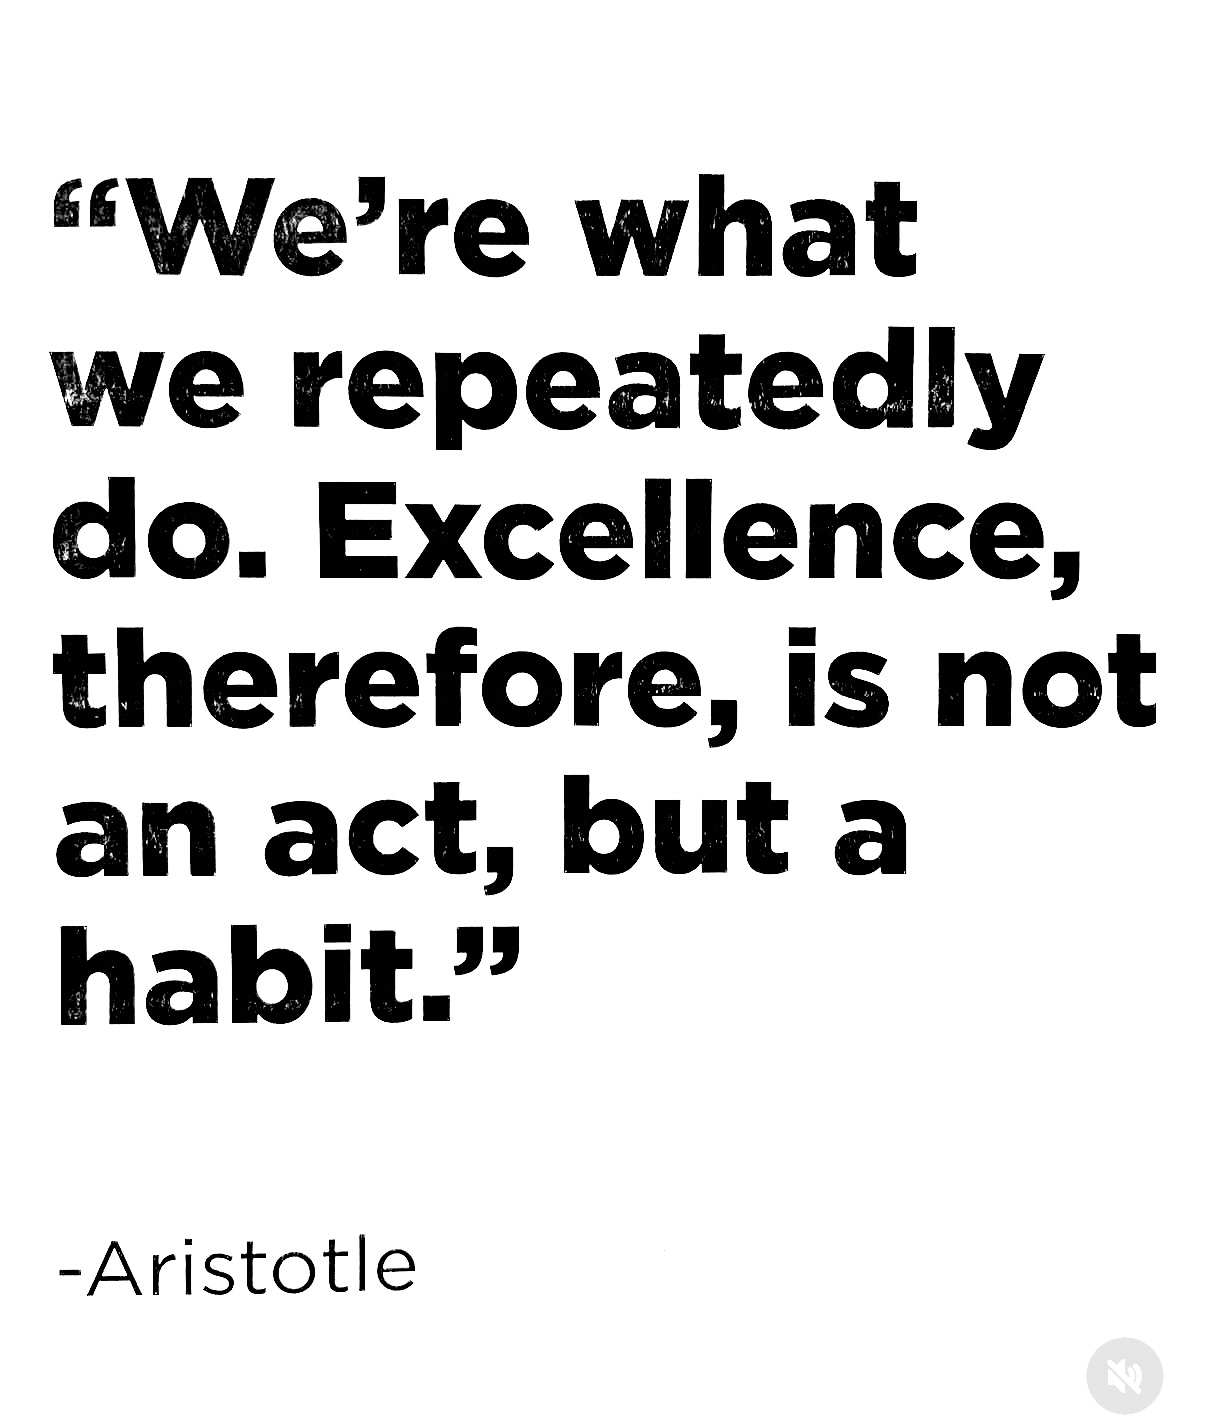 “We’re what
we repeatedly
do. Excellence,
therefore, is not
an act, but a
habit.”
-Aristotle